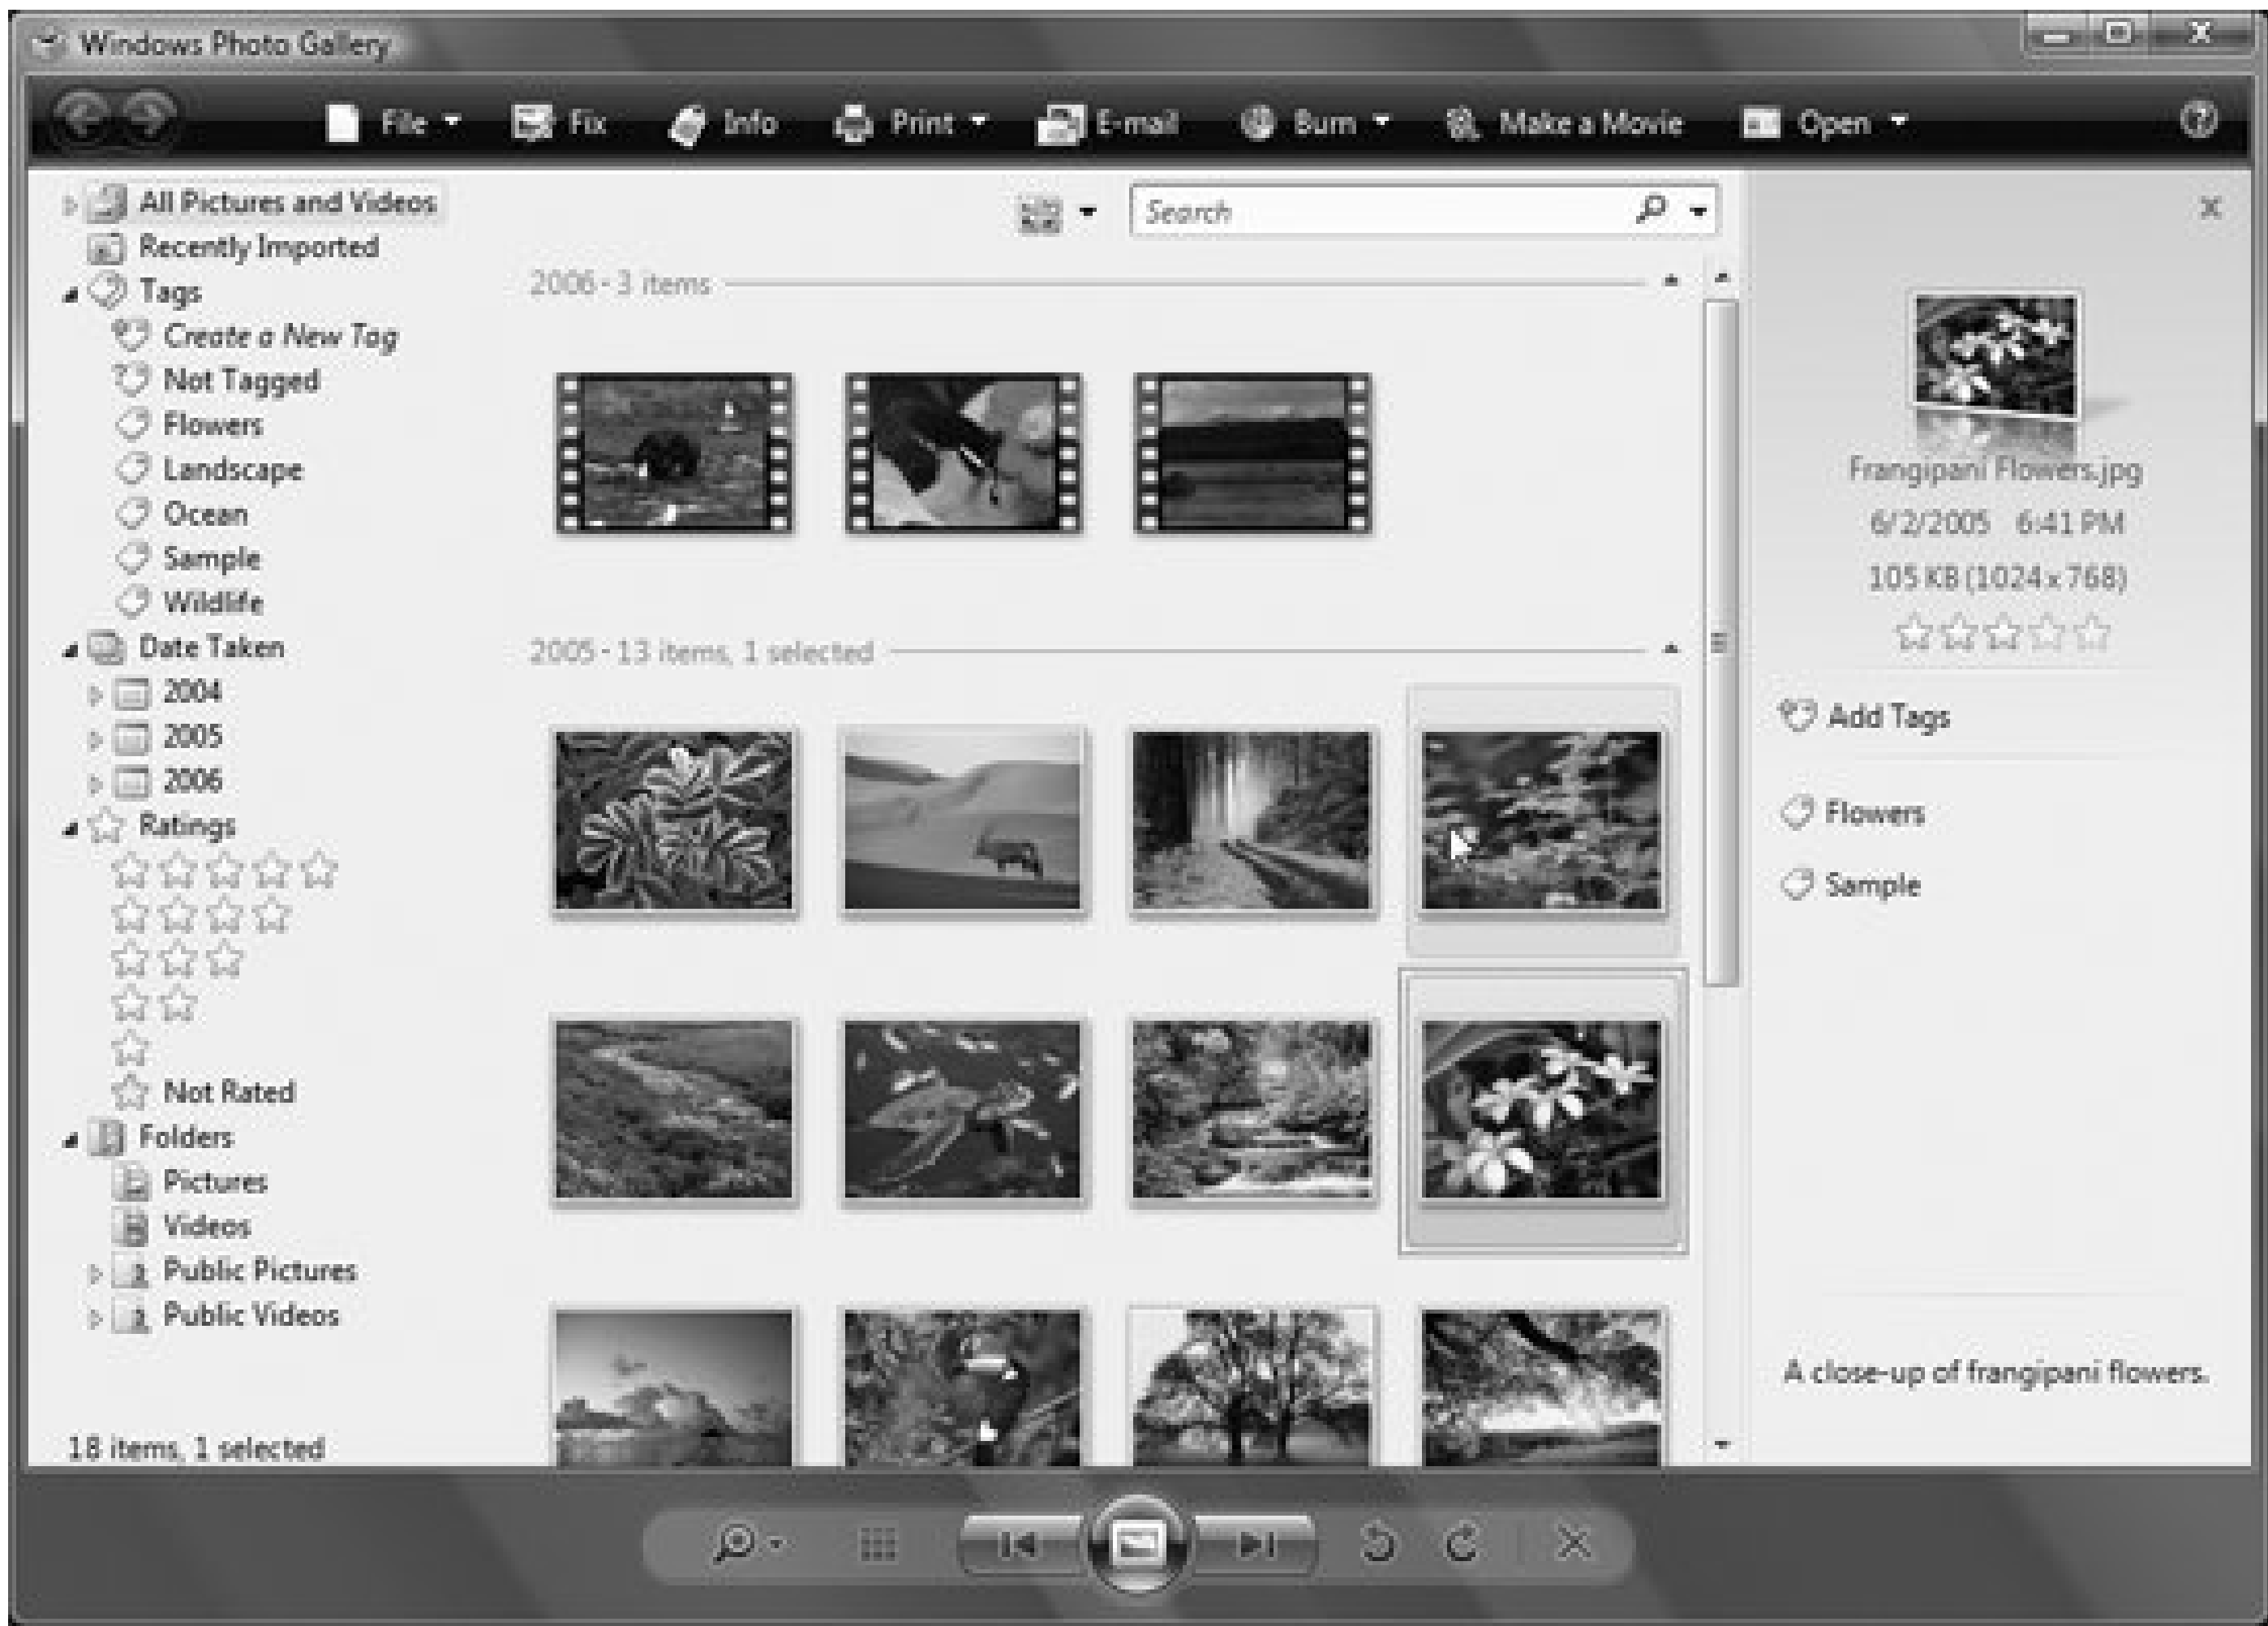 Windows Photo Gallery
File Fix Info Print E-mail Burn Make a Movie Open
All Pictures and Videos
Recently Imported
Tags
Create a New Tag
Not Tagged
Flowers
Landscape
Ocean
Sample
Wildlife
Date Taken
2004
2005
2006
Ratings
Not Rated
Folders
Pictures
Videos
Public Pictures
Public Videos
18 items, 1 selected
Search
2006 - 3 items
2005 - 13 items, 1 selected
Frangipani Flowers.jpg
6/2/2005 6:41 PM
105 KB (1024 x 768)
Add Tags
Flowers
Sample
A close-up of frangipani flowers.